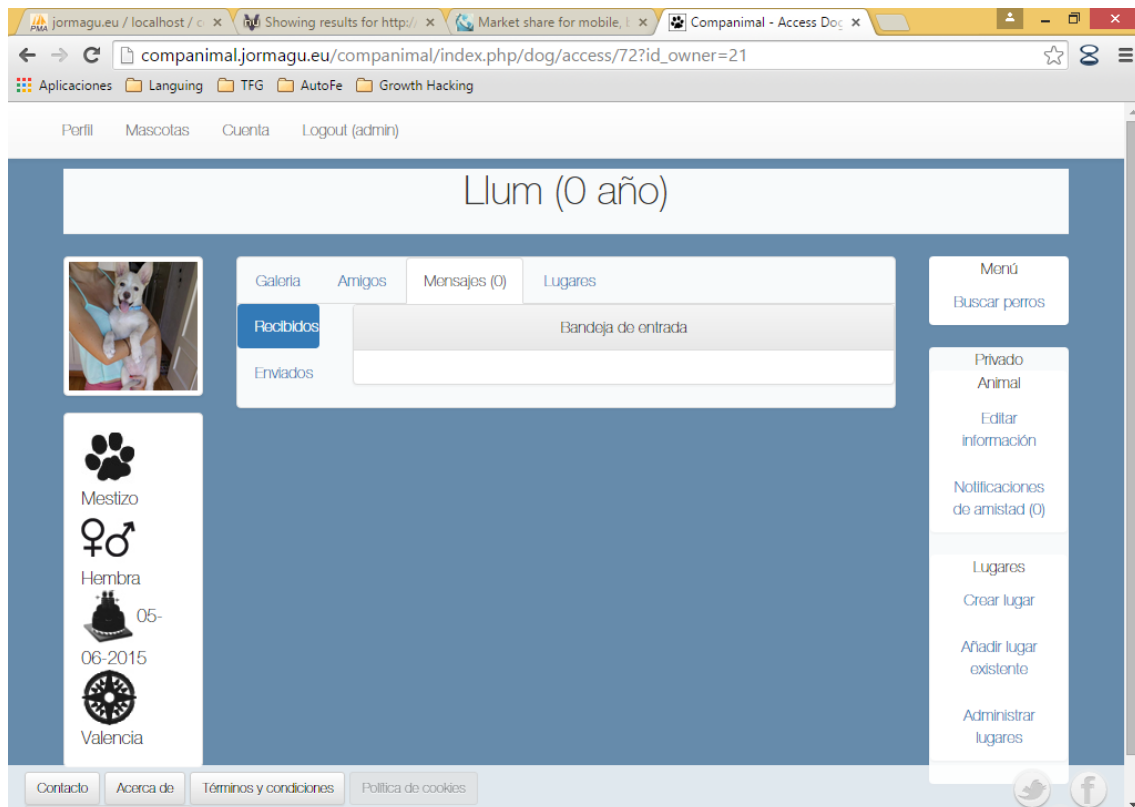 jormagu.eu / localhost / c
Showing results for http:/
Market share for mobile, b
Companimal - Access Dog
companimal.jormagu.eu/companimal/index.php/dog/access/72?id_owner=21
Aplicaciones Languing TFG AutoFe Growth Hacking
Perfil Mascotas Cuenta Logout (admin)
Llum (0 año)
Galeria Amigos Mensajes (0) Lugares
Recibidos
Enviados
Bandeja de entrada
Mestizo
Hembra
05-
06-2015
Valencia
Menú
Buscar perros
Privado
Animal
Editar
información
Notificaciones
de amistad (0)
Lugares
Crear lugar
Añadir lugar
existente
Administrar
lugares
Contacto Acerca de Términos y condiciones Política de cookies